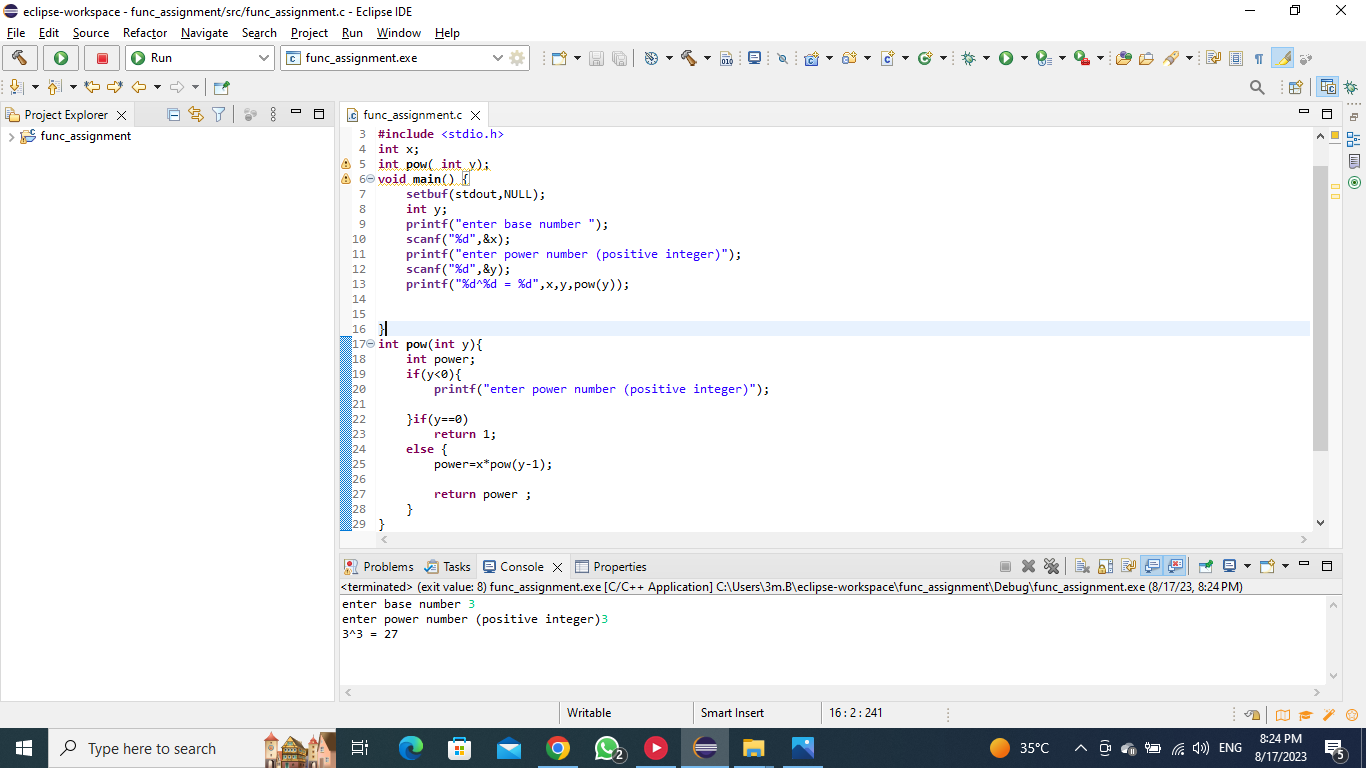 eclipse-workspace - func_assignment/src/func_assignment.c - Eclipse IDE
File Edit Source Refactor Navigate Search Project Run Window Help
Run
func_assignment.exe
Project Explorer
func_assignment
func_assignment.c
3 #include <stdio.h>
4 int x;
5 int pow( int y);
6 void main() {
7 setbuf(stdout,NULL);
8 int y;
9 printf("enter base number ");
10 scanf("%d",&x);
11 printf("enter power number (positive integer)");
12 scanf("%d",&y);
13 printf("%d^%d = %d",x,y,pow(y));
14
15
16 }
17 int pow(int y){
18 int power;
19 if(y<0){
20 printf("enter power number (positive integer)");
21
22 }if(y==0)
23 return 1;
24 else {
25 power=x*pow(y-1);
26
27 return power ;
28 }
29 }
Problems Tasks Console Properties
<terminated> (exit value: 8) func_assignment.exe [C/C++ Application] C:\Users\3m.B\eclipse-workspace\func_assignment\Debug\func_assignment.exe (8/17/23, 8:24 PM)
enter base number 3
enter power number (positive integer)3
3^3 = 27
Writable Smart Insert 16 : 2 : 241
Type here to search
2
35°C
ENG
8:24 PM
8/17/2023
5